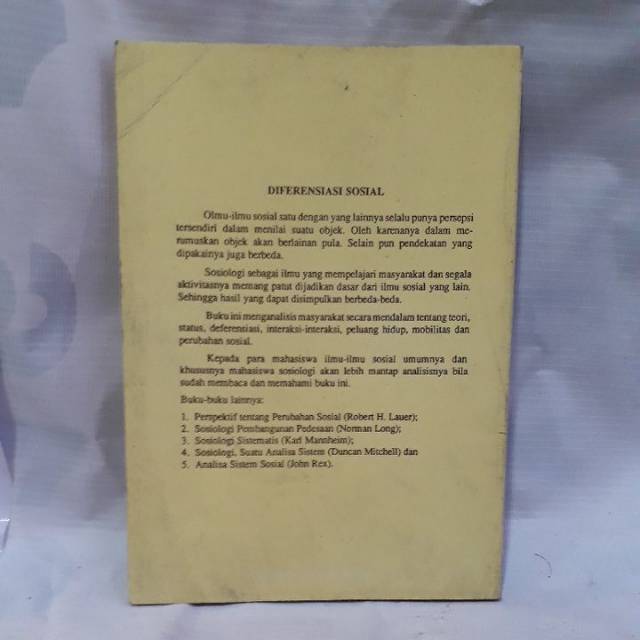 DIFERENSIASI SOSIAL
Olmu-ilmu sosial satu dengan yang lainnya selalu punya persepsi
tersendiri dalam menilai suatu objek. Oleh karenanya dalam me-
rumuskan objek akan berlainan pula. Selain pun pendekatan yang
dipakainya juga berbeda.
Sosiologi sebagai ilmu yang mempelajari masyarakat dan segala
aktivitasnya memang patut dijadikan dasar dari ilmu sosial yang lain.
Sehingga hasil yang dapat disimpulkan berbeda-beda.
Buku ini menganalisis masyarakat secara mendalam tentang teori,
status, deferensiasi, interaksi-interaksi, peluang hidup, mobilitas dan
perubahan sosial.
Kepada para mahasiswa ilmu-ilmu sosial umumnya dan
khususnya mahasiswa sosiologi akan lebih mantap analisisnya bila
sudah membaca dan memahami buku ini.
Buku-buku lainnya:
1. Perspektif tentang Perubahan Sosial (Robert H. Lauer);
2. Sosiologi Pembangunan Pedesaan (Norman Long);
3. Sosiologi Sistematis (Karl Mannheim);
4. Sosiologi, Suatu Analisa Sistem (Duncan Mitchell) dan
5. Analisa Sistem Sosial (John Rex).